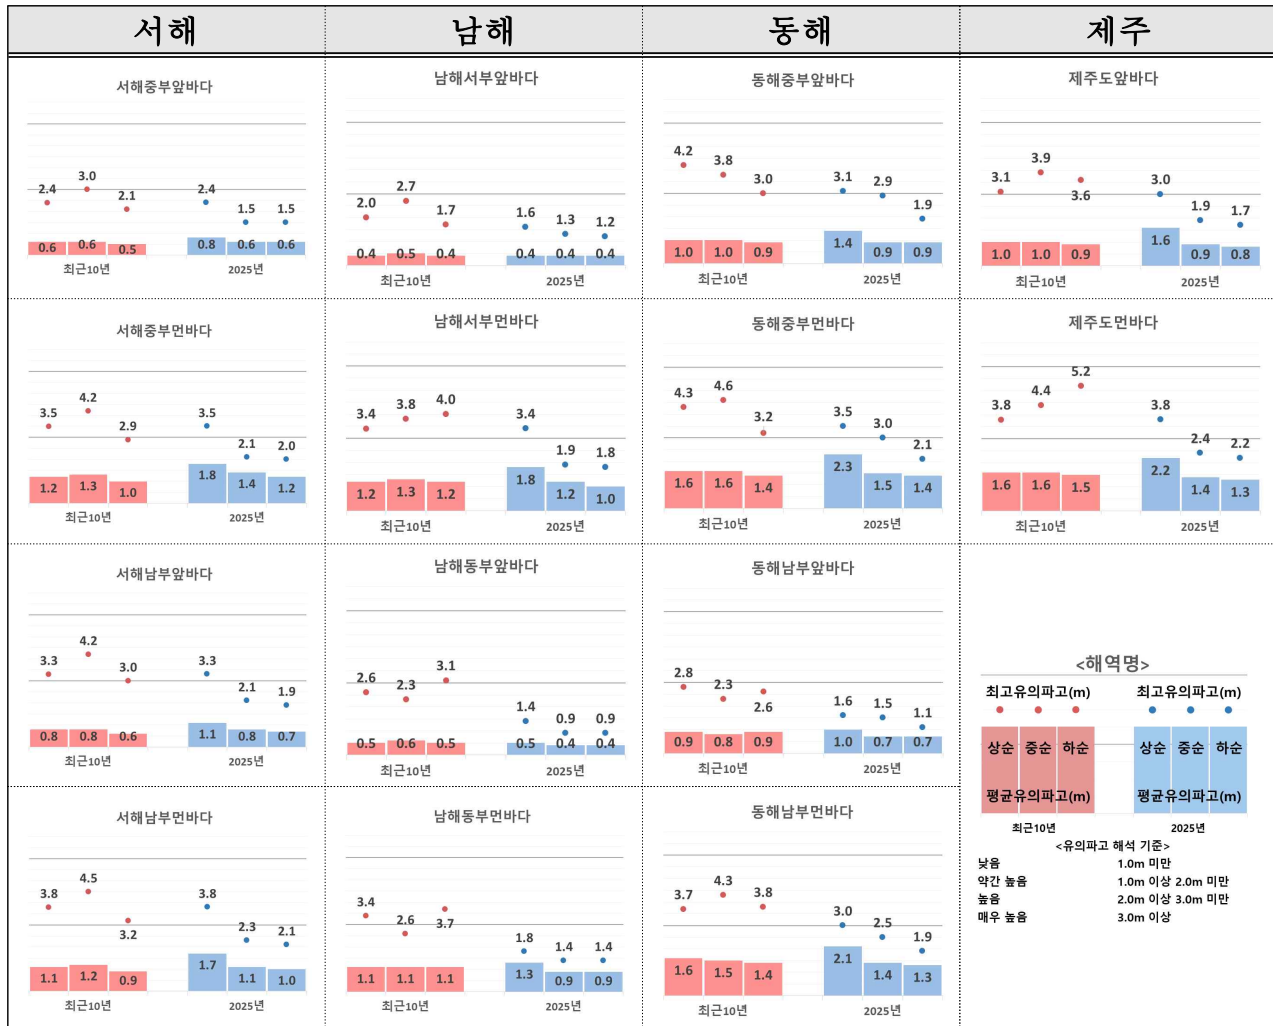 서해 남해 동해 제주
서해중부앞바다
2.4 3.0 2.1 2.4 1.5 1.5
0.6 0.6 0.5 0.8 0.6 0.6
최근10년 2025년
남해서부앞바다
2.0 2.7 1.7 1.6 1.3 1.2
0.4 0.5 0.4 0.4 0.4 0.4
최근10년 2025년
동해중부앞바다
4.2 3.8 3.0 3.1 2.9 1.9
1.0 1.0 0.9 1.4 0.9 0.9
최근10년 2025년
제주도앞바다
3.1 3.9 3.6 3.0 1.9 1.7
1.0 1.0 0.9 1.6 0.9 0.8
최근10년 2025년
서해중부먼바다
3.5 4.2 2.9 3.5 2.1 2.0
1.2 1.3 1.0 1.8 1.4 1.2
최근10년 2025년
남해서부먼바다
3.4 3.8 4.0 3.4 1.9 1.8
1.2 1.3 1.2 1.8 1.2 1.0
최근10년 2025년
동해중부먼바다
4.3 4.6 3.2 3.5 3.0 2.1
1.6 1.6 1.4 2.3 1.5 1.4
최근10년 2025년
제주도먼바다
3.8 4.4 5.2 3.8 2.4 2.2
1.6 1.6 1.5 2.2 1.4 1.3
최근10년 2025년
서해남부앞바다
3.3 4.2 3.0 3.3 2.1 1.9
0.8 0.8 0.6 1.1 0.8 0.7
최근10년 2025년
남해동부앞바다
2.6 2.3 3.1 1.4 0.9 0.9
0.5 0.6 0.5 0.5 0.4 0.4
최근10년 2025년
동해남부앞바다
2.8 2.3 2.6 1.6 1.5 1.1
0.9 0.8 0.9 1.0 0.7 0.7
최근10년 2025년
서해남부먼바다
3.8 4.5 3.2 3.8 2.3 2.1
1.1 1.2 0.9 1.7 1.1 1.0
최근10년 2025년
남해동부먼바다
3.4 2.6 3.7 1.8 1.4 1.4
1.1 1.1 1.1 1.3 0.9 0.9
최근10년 2025년
동해남부먼바다
3.7 4.3 3.8 3.0 2.5 1.9
1.6 1.5 1.4 2.1 1.4 1.3
최근10년 2025년
<해역명>
최고유의파고(m) 최고유의파고(m)
상순 중순 하순 상순 중순 하순
평균유의파고(m) 평균유의파고(m)
최근10년 2025년
<유의파고 해석 기준>
낮음 1.0m 미만
약간 높음 1.0m 이상 2.0m 미만
높음 2.0m 이상 3.0m 미만
매우 높음 3.0m 이상